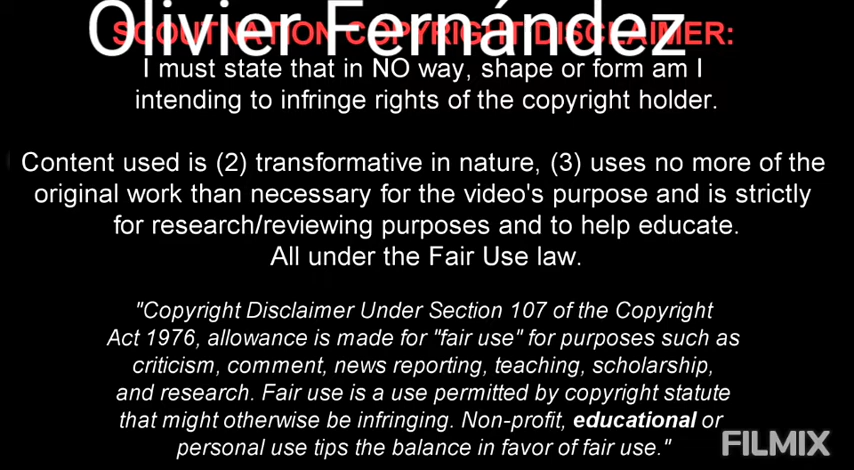 Olivier Fernández
SCOUTNATION COPYRIGHT DISCLAIMER:
I must state that in NO way, shape or form am I
intending to infringe rights of the copyright holder.
Content used is (2) transformative in nature, (3) uses no more of the
original work than necessary for the video's purpose and is strictly
for research/reviewing purposes and to help educate.
All under the Fair Use law.
"Copyright Disclaimer Under Section 107 of the Copyright
Act 1976, allowance is made for "fair use" for purposes such as
criticism, comment, news reporting, teaching, scholarship,
and research. Fair use is a use permitted by copyright statute
that might otherwise be infringing. Non-profit, educational or
personal use tips the balance in favor of fair use."
FILMIX